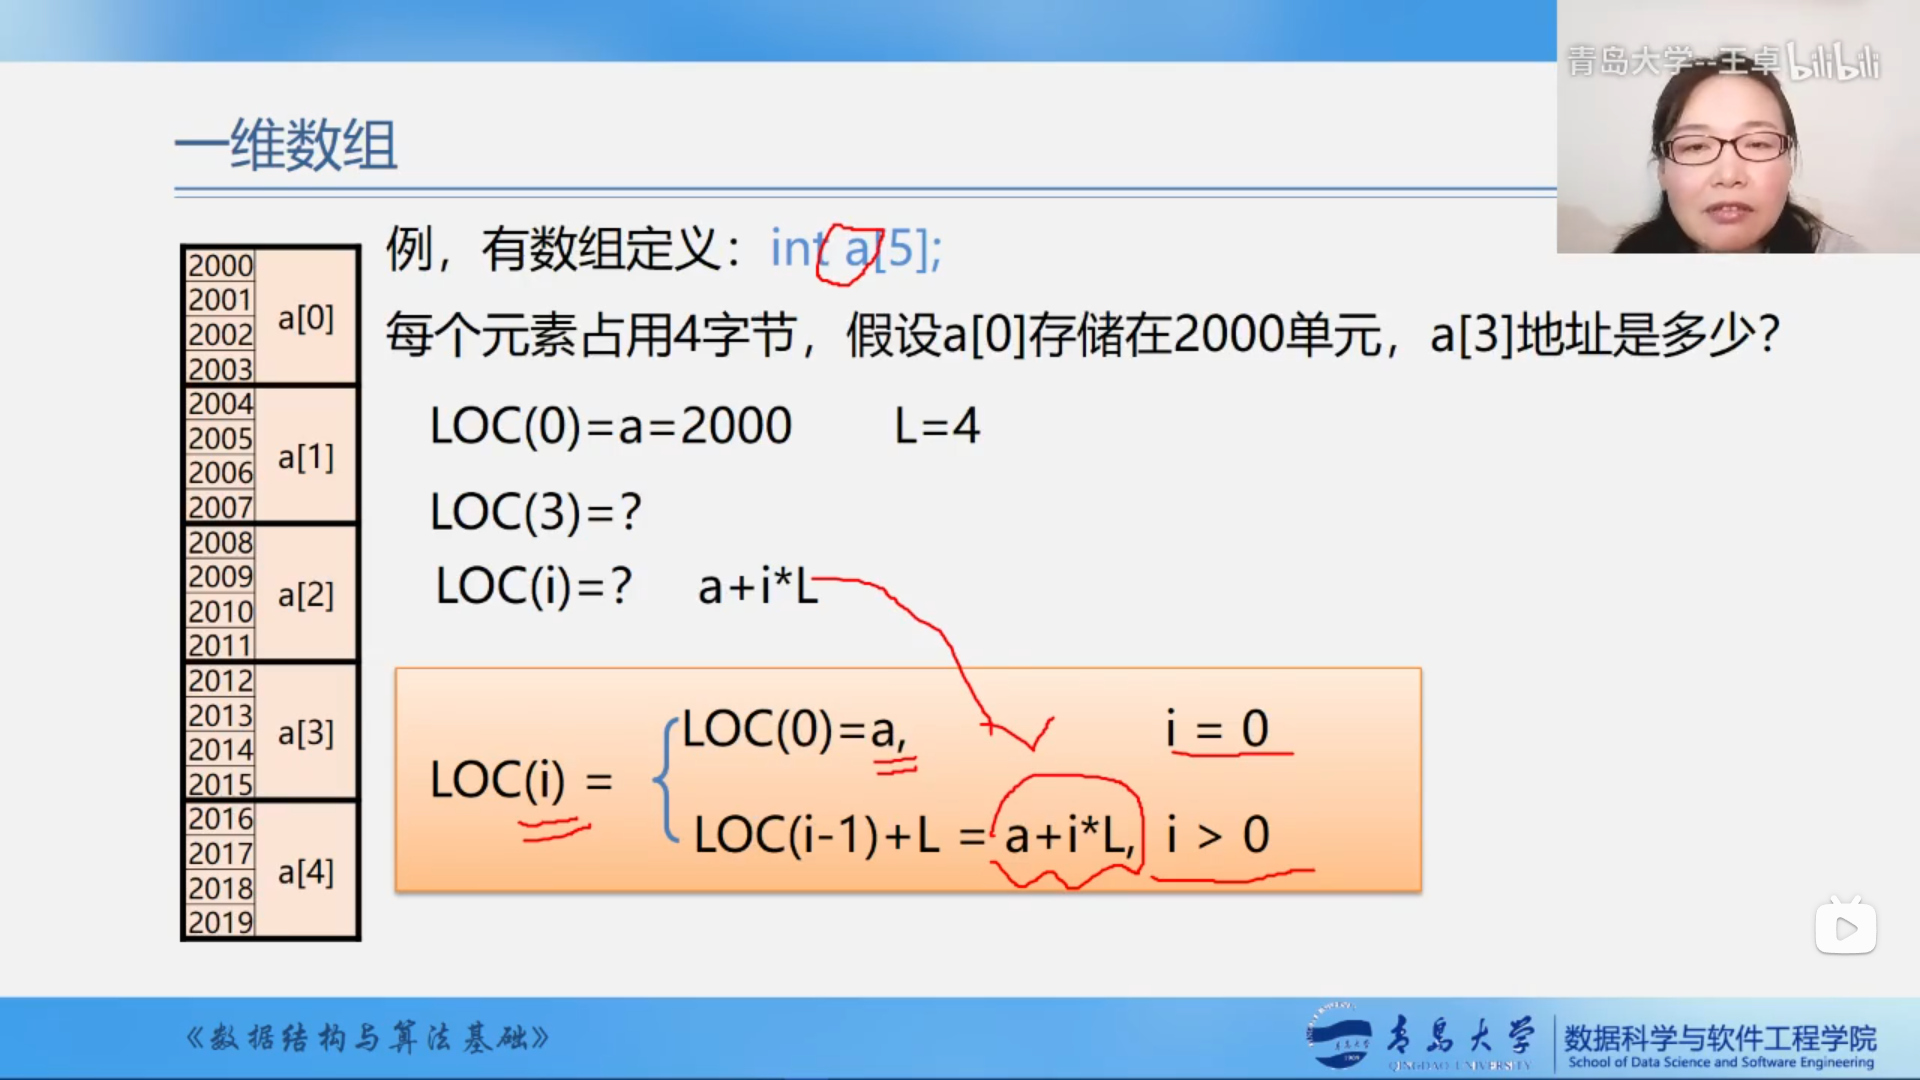 青岛大学--王卓 bilibili
一维数组
例，有数组定义：int a[5];
每个元素占用4字节，假设a[0]存储在2000单元，a[3]地址是多少？
LOC(0)=a=2000 L=4
LOC(3)=?
LOC(i)=? a+i*L
LOC(i) =
LOC(0)=a, i = 0
LOC(i-1)+L = a+i*L, i > 0
2000
2001
2002
2003
a[0]
2004
2005
2006
2007
a[1]
2008
2009
2010
2011
a[2]
2012
2013
2014
2015
a[3]
2016
2017
2018
2019
a[4]
《数据结构与算法基础》
青岛大学
QINGDAO UNIVERSITY
数据科学与软件工程学院
School of Data Science and Software Engineering